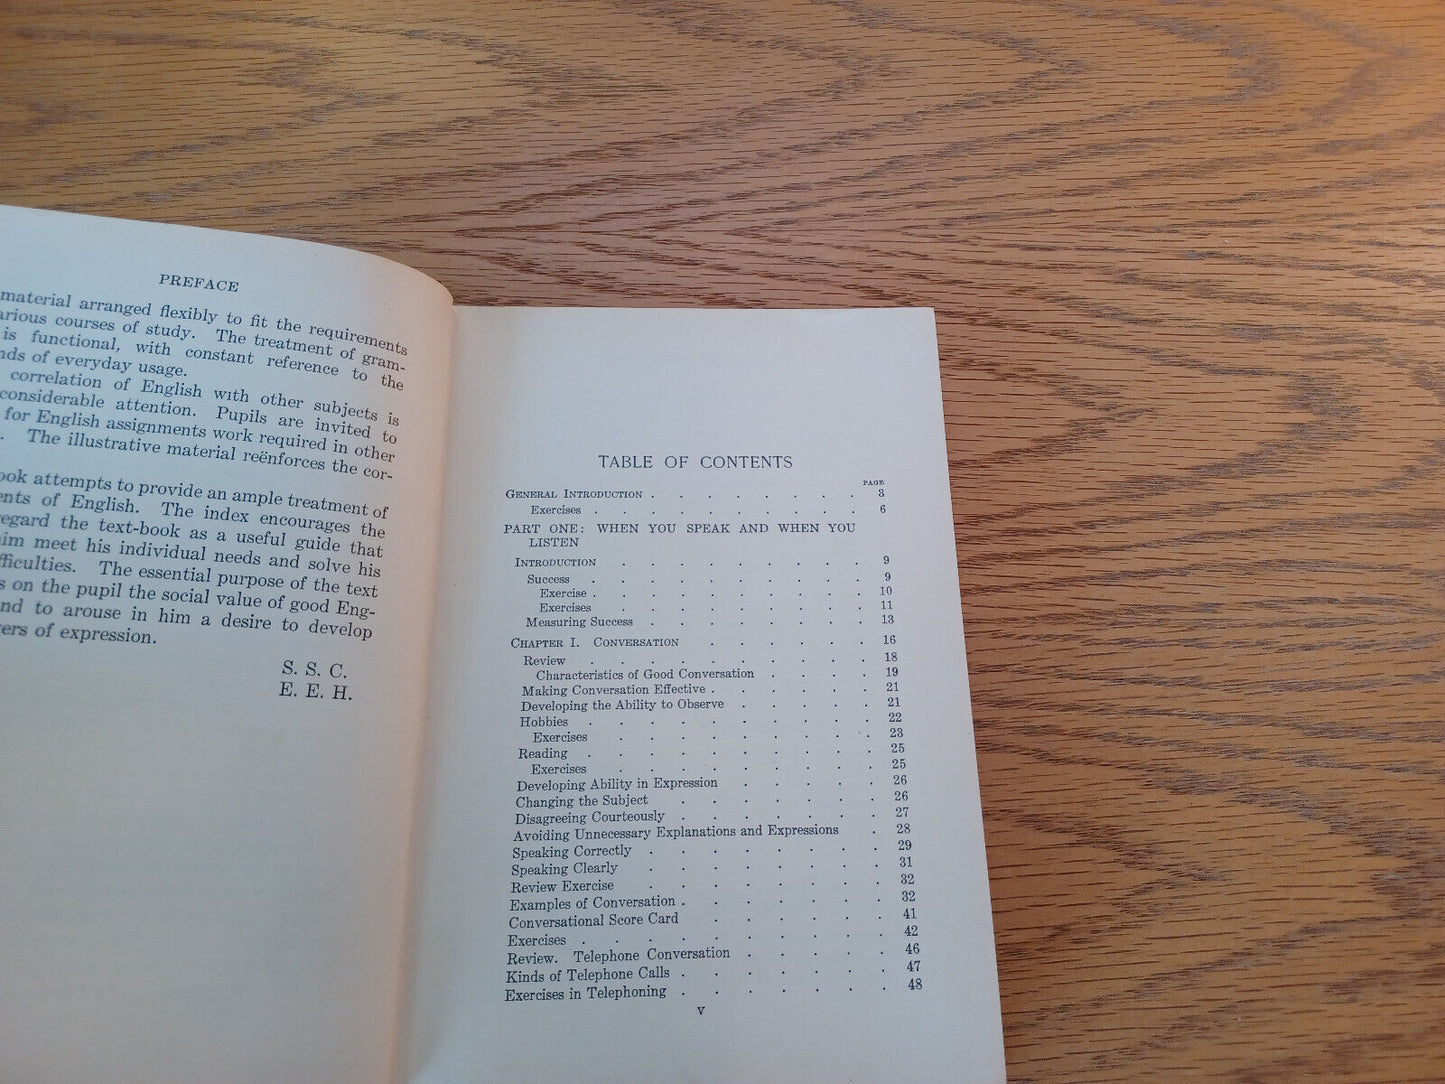 PREFACE
material arranged flexibly to fit the requirements
arious courses of study. The treatment of gram-
is functional, with constant reference to the
nds of everyday usage.
correlation of English with other subjects is
considerable attention. Pupils are invited to
for English assignments work required in other
. The illustrative material reënforces the cor-
ook attempts to provide an ample treatment of
ents of English. The index encourages the
regard the text-book as a useful guide that
him meet his individual needs and solve his
fficulties. The essential purpose of the text
s on the pupil the social value of good Eng-
nd to arouse in him a desire to develop
ers of expression.
S. S. C.
E. E. H.
TABLE OF CONTENTS
PAGE
GENERAL INTRODUCTION . . . . . . . . 3
Exercises . . . . . . . . . 6
PART ONE: WHEN YOU SPEAK AND WHEN YOU
LISTEN
INTRODUCTION . . . . . . . . 9
Success . . . . . . . . . 9
Exercise . . . . . . . . . 10
Exercises . . . . . . . . 11
Measuring Success . . . . . . . . 13
CHAPTER I. CONVERSATION . . . . . . 16
Review . . . . . . . . . 18
Characteristics of Good Conversation . . . . 19
Making Conversation Effective . . . . . . 21
Developing the Ability to Observe . . . . . 21
Hobbies . . . . . . . . . . 22
Exercises . . . . . . . . . 23
Reading . . . . . . . . . . 25
Exercises . . . . . . . . . 25
Developing Ability in Expression . . . . . 26
Changing the Subject . . . . . . . 26
Disagreeing Courteously . . . . . . . 27
Avoiding Unnecessary Explanations and Expressions . 28
Speaking Correctly . . . . . . . . 29
Speaking Clearly . . . . . . . . 31
Review Exercise . . . . . . . . 32
Examples of Conversation . . . . . . . 32
Conversational Score Card . . . . . . 41
Exercises . . . . . . . . . . 42
Review. Telephone Conversation . . . . . 46
Kinds of Telephone Calls . . . . . . . 47
Exercises in Telephoning . . . . . . . 48
v